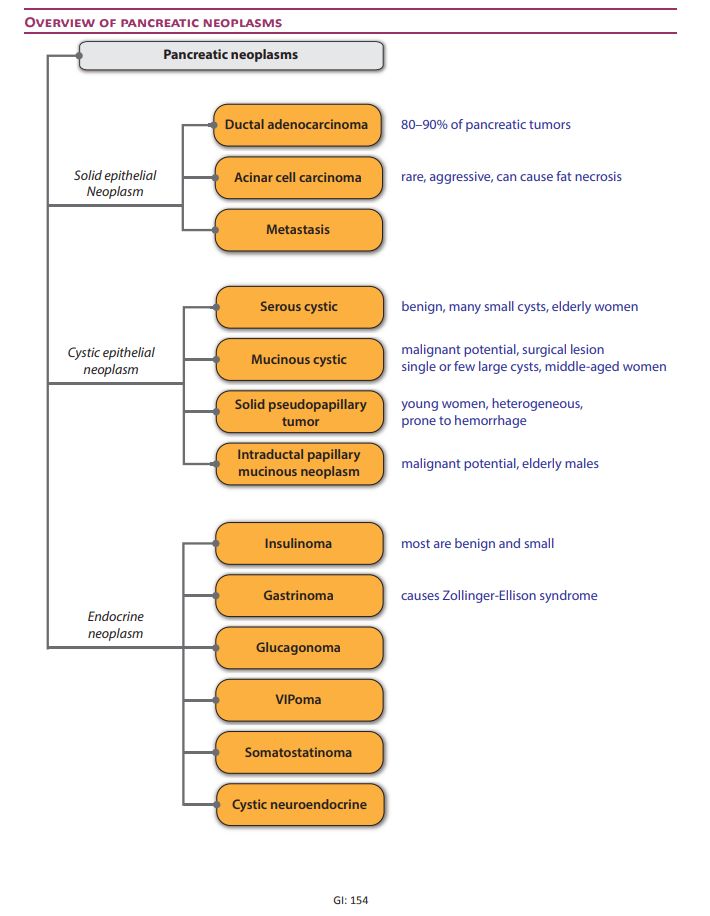 OVERVIEW OF PANCREATIC NEOPLASMS
Pancreatic neoplasms
Solid epithelial
Neoplasm
Ductal adenocarcinoma
80–90% of pancreatic tumors
Acinar cell carcinoma
rare, aggressive, can cause fat necrosis
Metastasis
Cystic epithelial
neoplasm
Serous cystic
benign, many small cysts, elderly women
Mucinous cystic
malignant potential, surgical lesion
single or few large cysts, middle-aged women
Solid pseudopapillary
tumor
young women, heterogeneous,
prone to hemorrhage
Intraductal papillary
mucinous neoplasm
malignant potential, elderly males
Endocrine
neoplasm
Insulinoma
most are benign and small
Gastrinoma
causes Zollinger-Ellison syndrome
Glucagonoma
VIPoma
Somatostatinoma
Cystic neuroendocrine
GI: 154